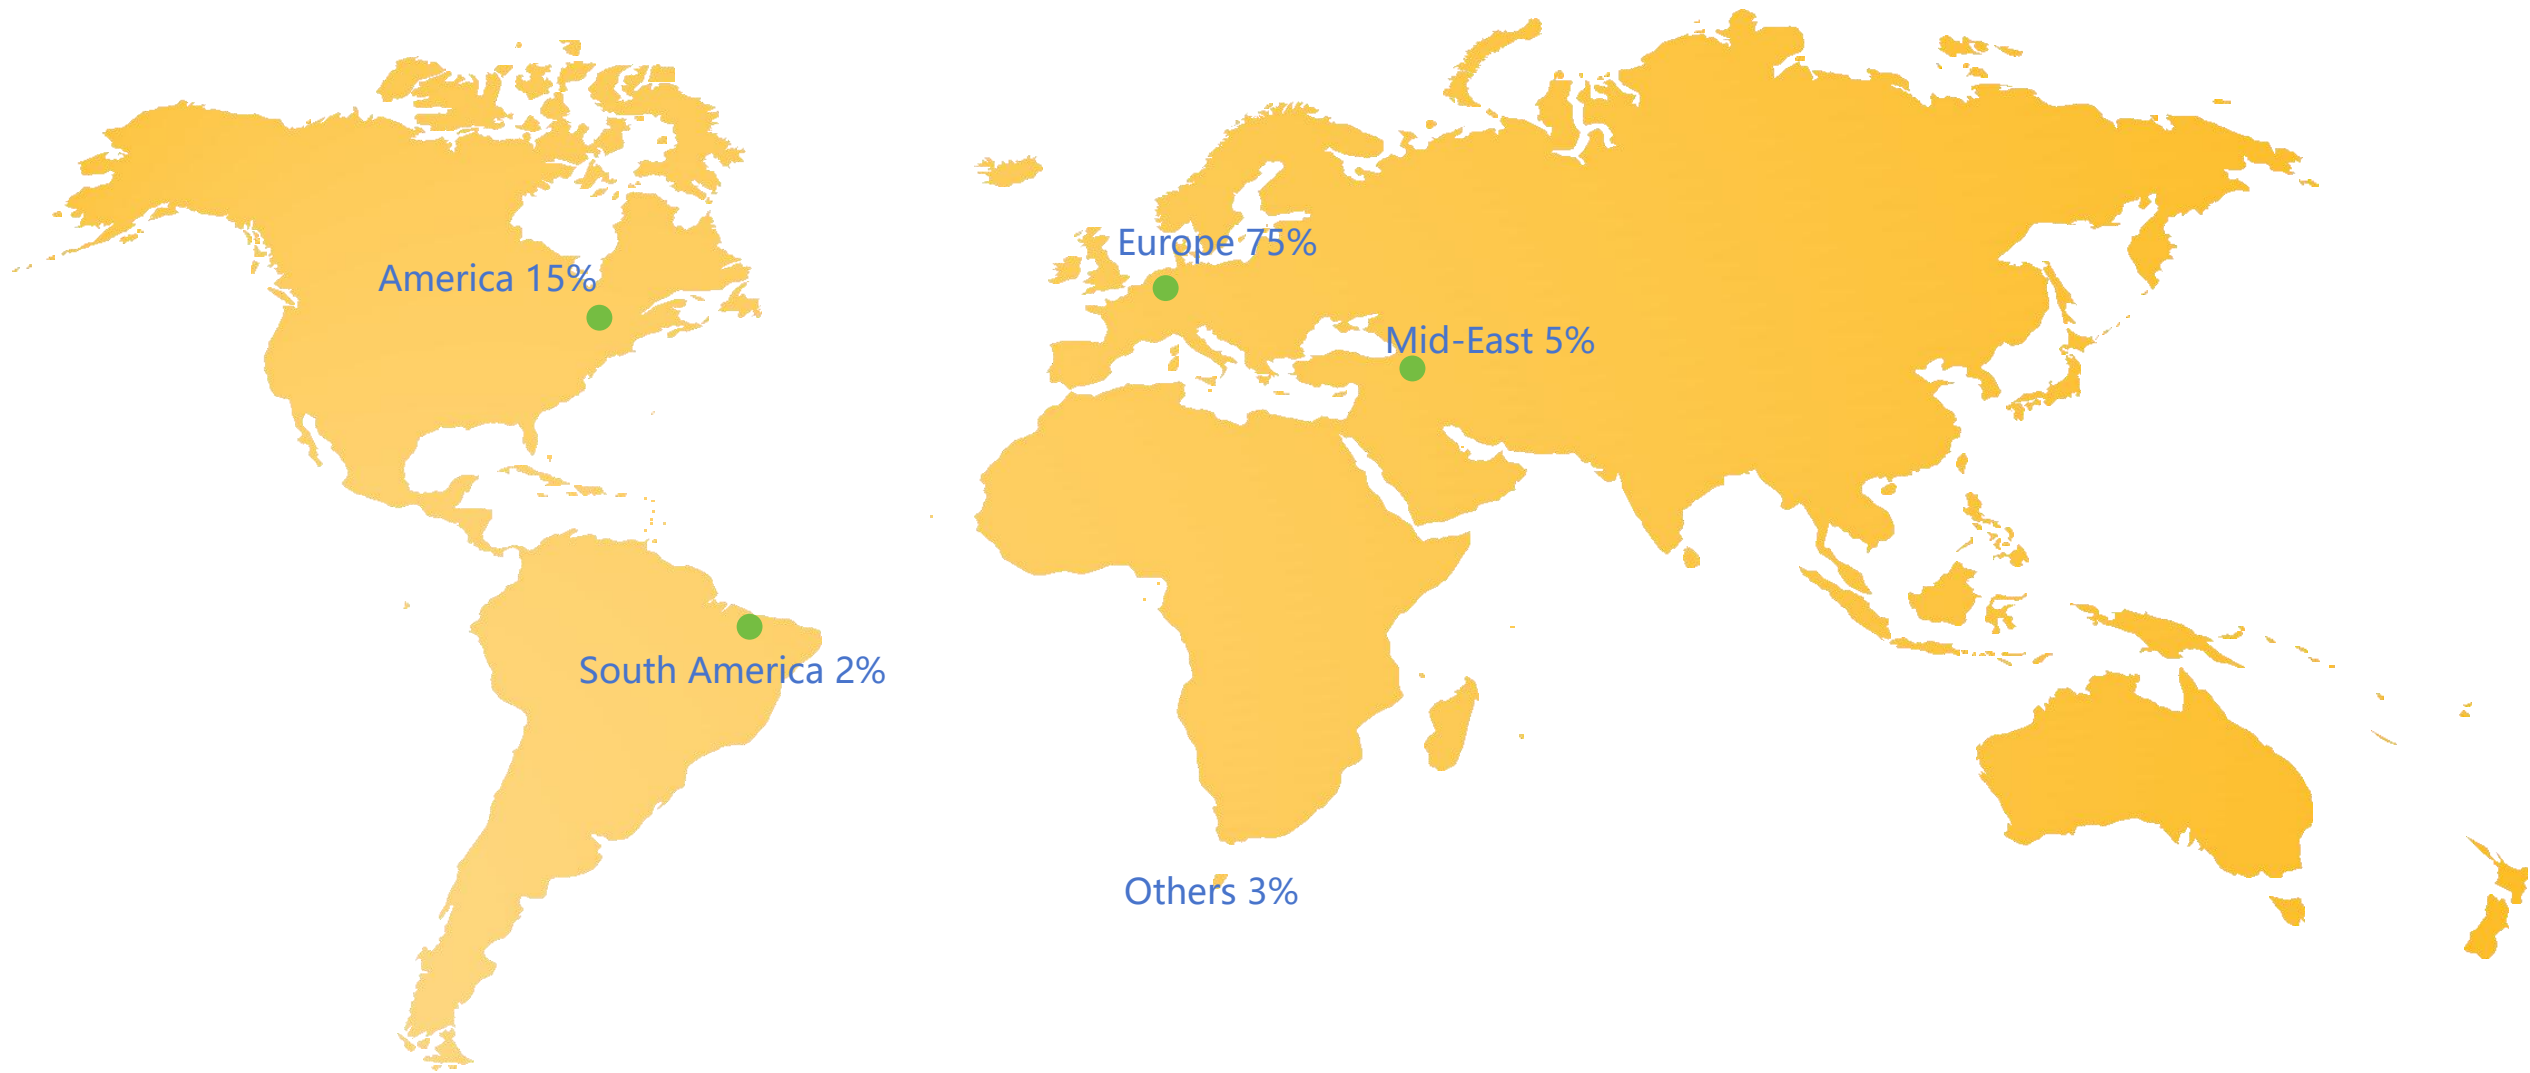 Europe 75%
America 15%
Mid-East 5%
South America 2%
Others 3%